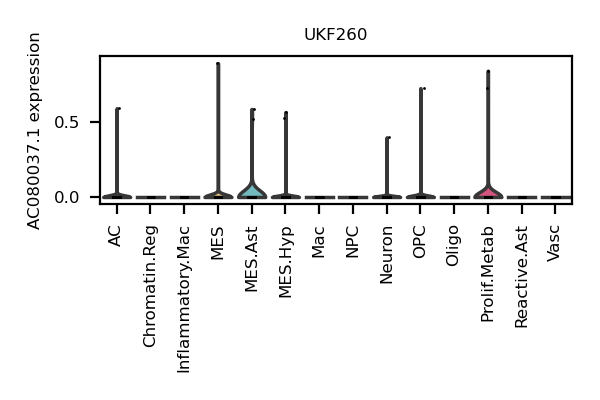 UKF260
AC080037.1 expression
0.5
0.0
AC
Chromatin.Reg
Inflammatory.Mac
MES
MES.Ast
MES.Hyp
Mac
NPC
Neuron
OPC
Oligo
Prolif.Metab
Reactive.Ast
Vasc